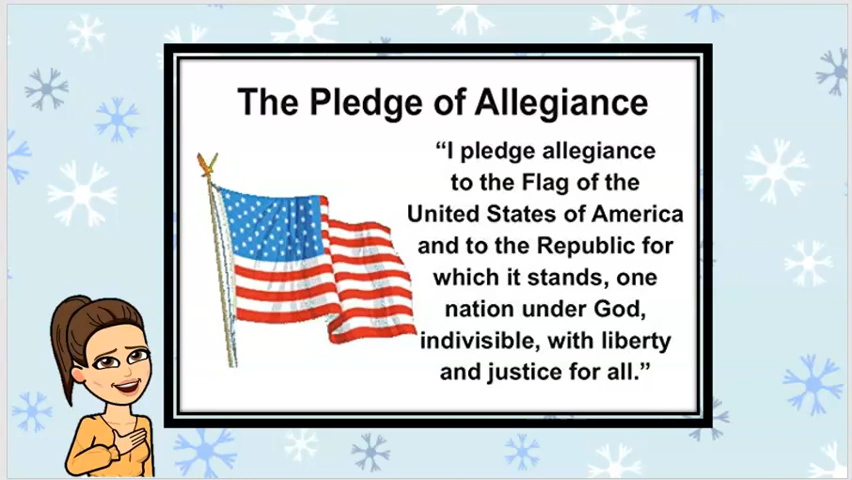 The Pledge of Allegiance
“I pledge allegiance
to the Flag of the
United States of America
and to the Republic for
which it stands, one
nation under God,
indivisible, with liberty
and justice for all.”